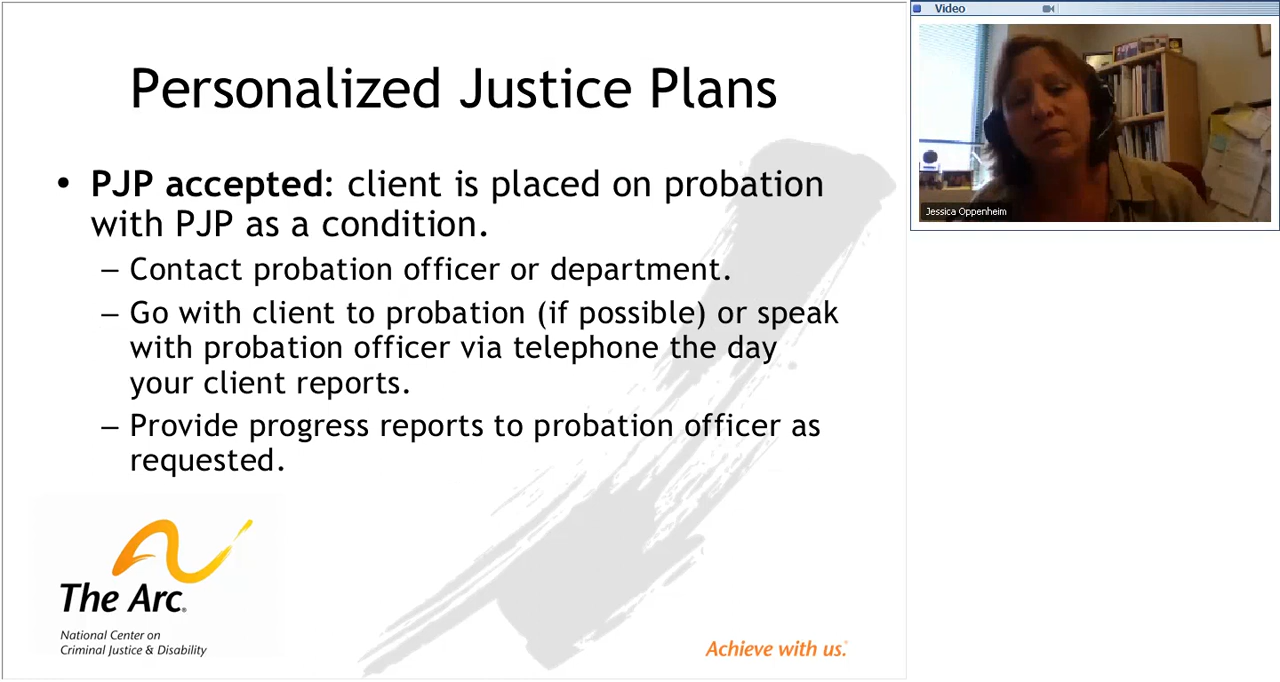 Personalized Justice Plans
• PJP accepted: client is placed on probation
with PJP as a condition.
– Contact probation officer or department.
– Go with client to probation (if possible) or speak
with probation officer via telephone the day
your client reports.
– Provide progress reports to probation officer as
requested.
The Arc®
National Center on
Criminal Justice & Disability
Achieve with us.®
Video
Jessica Oppenheim